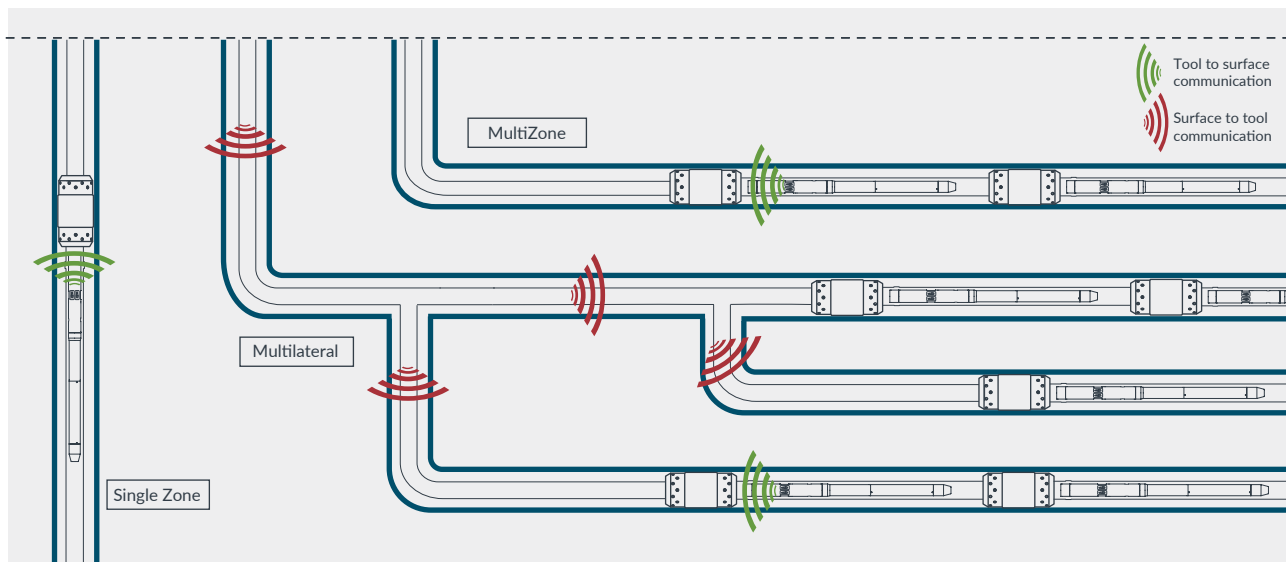 Tool to surface
communication
Surface to tool
communication
MultiZone
Multilateral
Single Zone